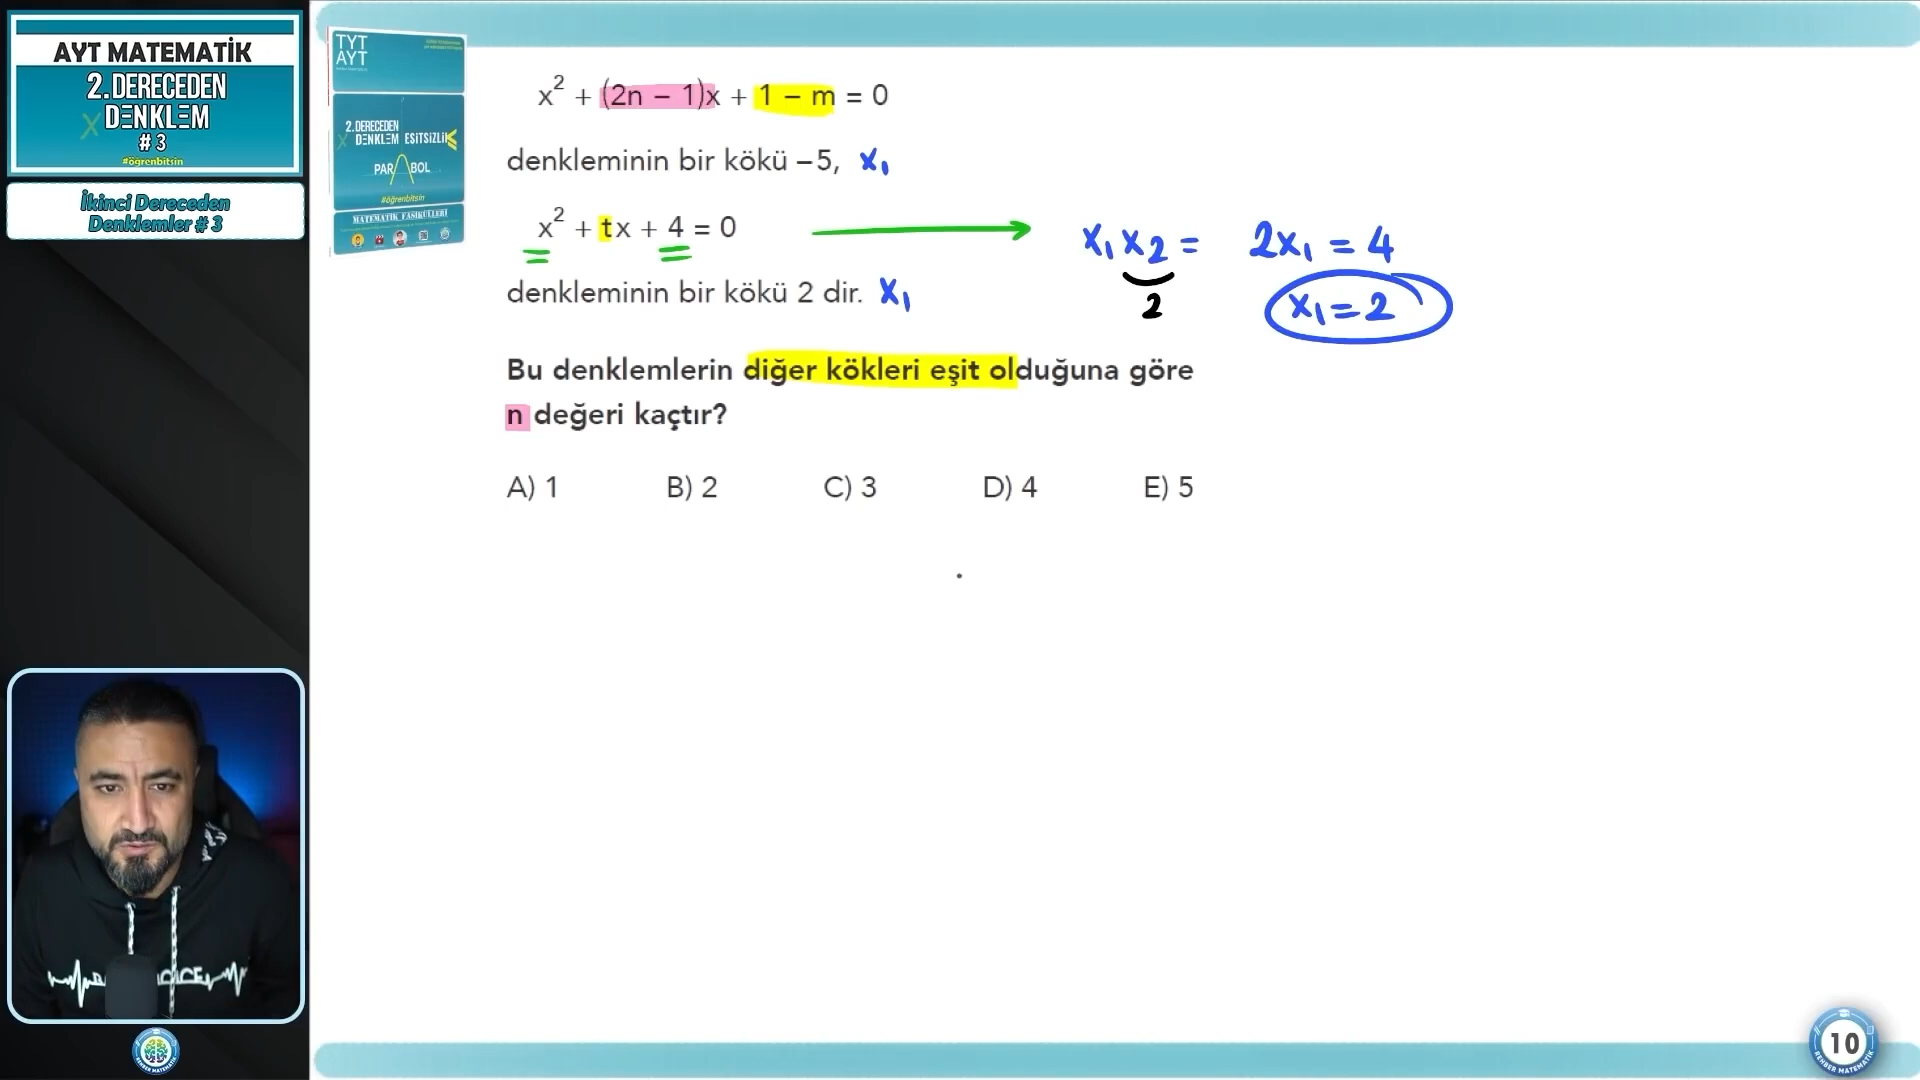 AYT MATEMATİK
2. DERECEDEN
DENKLEM
# 3
#öğrenbitsin
İkinci Dereceden
Denklemler # 3
TYT
AYT
2. DERECEDEN
DENKLEM EŞİTSİZLİK
PARABOL
#öğrenbitsin
MATEMATİK FASİKÜLLERİ
x² + (2n – 1)x + 1 – m = 0
denkleminin bir kökü –5, x₁
x² + tx + 4 = 0
x₁x₂ = 2x₁ = 4
2
x₁ = 2
denkleminin bir kökü 2 dir. x₁
Bu denklemlerin diğer kökleri eşit olduğuna göre
n değeri kaçtır?
A) 1 B) 2 C) 3 D) 4 E) 5
10
REHBER MATEMATİK